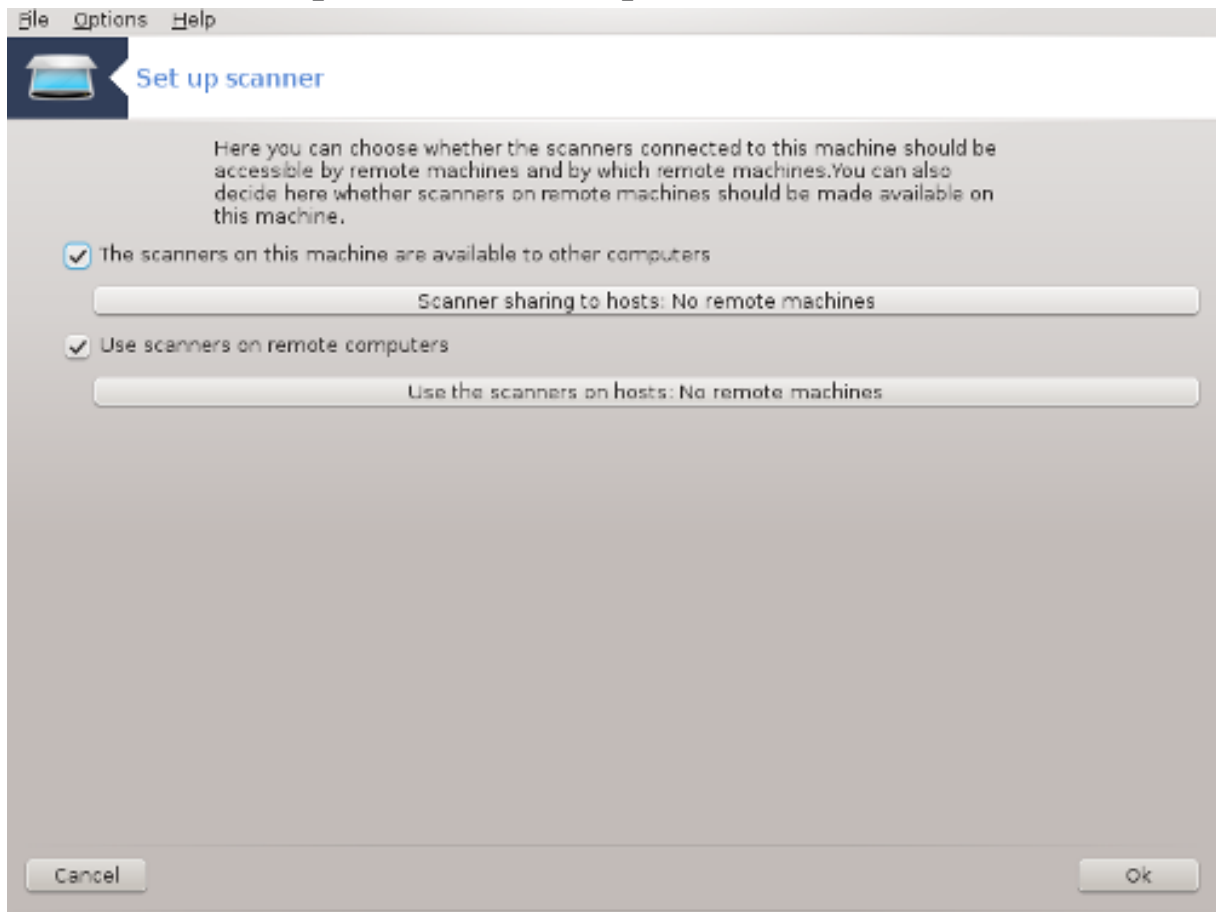 File Options Help
Set up scanner
Here you can choose whether the scanners connected to this machine should be
accessible by remote machines and by which remote machines.You can also
decide here whether scanners on remote machines should be made available on
this machine.
The scanners on this machine are available to other computers
Scanner sharing to hosts: No remote machines
Use scanners on remote computers
Use the scanners on hosts: No remote machines
Cancel Ok